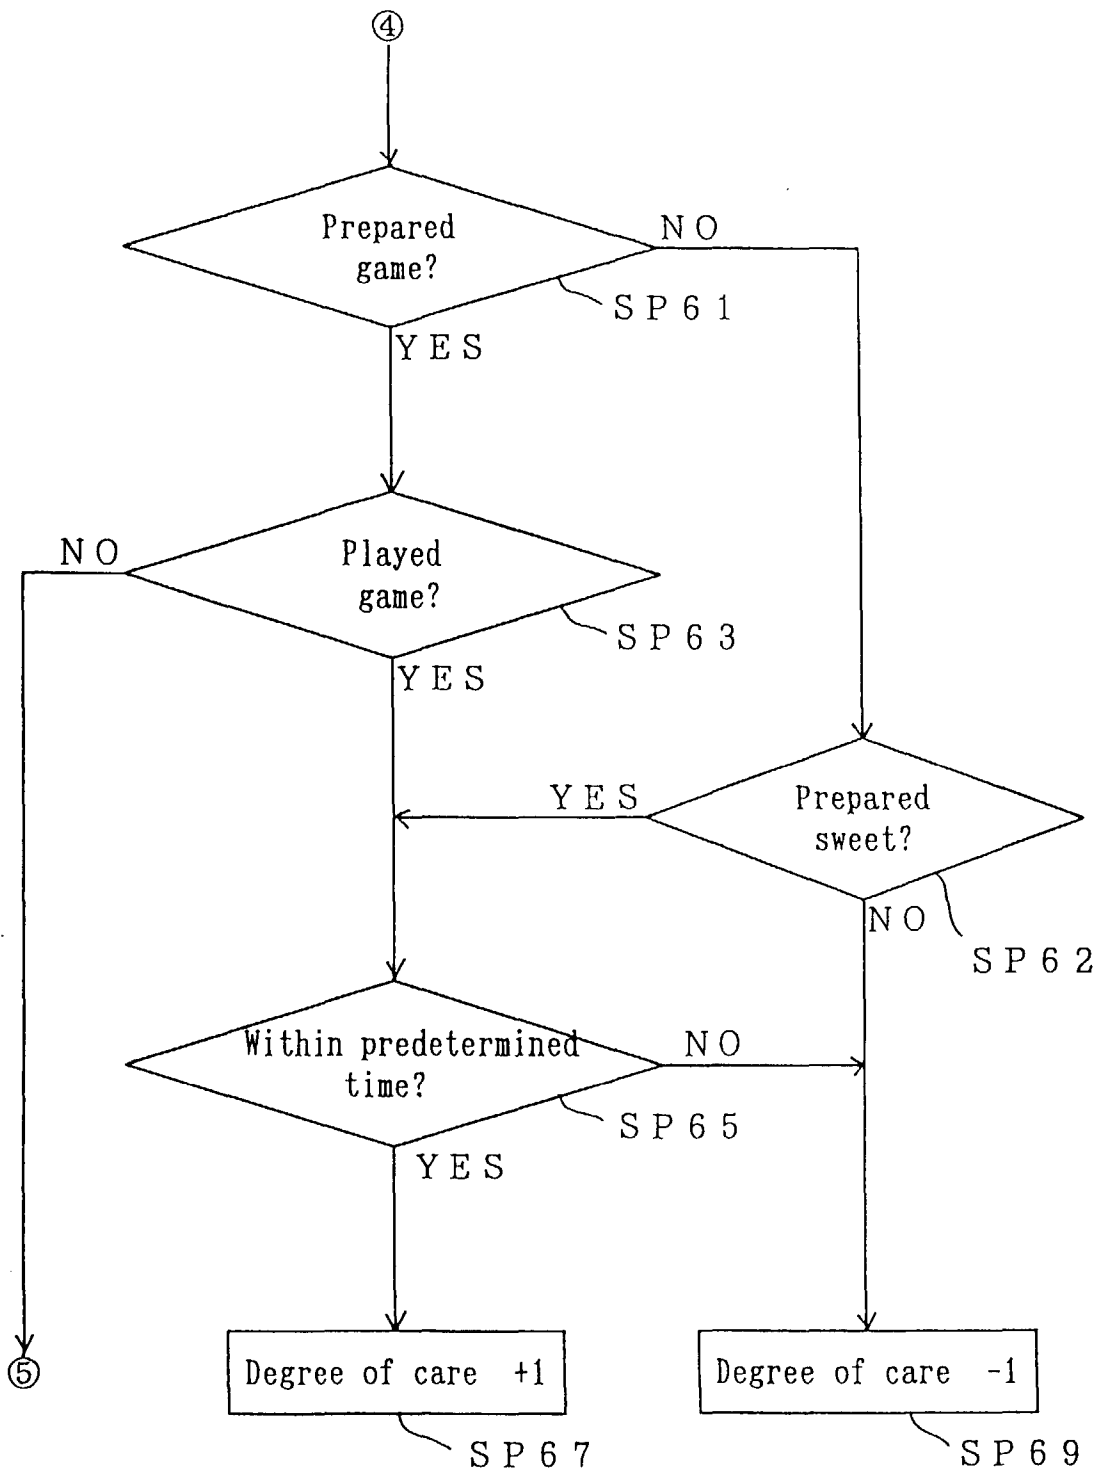 ④
Prepared
game?
NO
SP61
YES
NO
Played
game?
SP63
YES
YES
Prepared
sweet?
NO
SP62
Within predetermined
time?
NO
SP65
YES
⑤
Degree of care +1
Degree of care -1
SP67
SP69